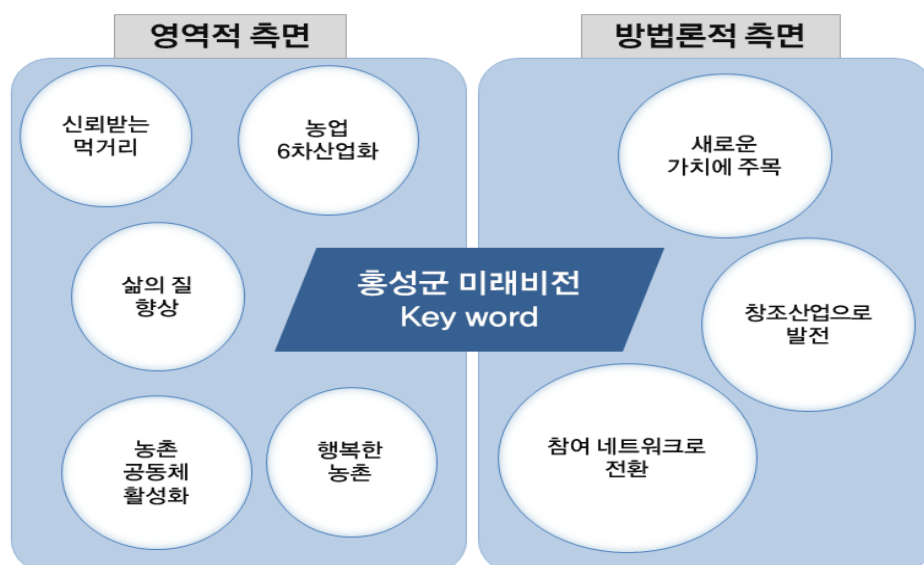 영역적 측면
신뢰받는
먹거리
농업
6차산업화
삶의 질
향상
농촌
공동체
활성화
행복한
농촌
홍성군 미래비전
Key word
방법론적 측면
새로운
가치에 주목
창조산업으로
발전
참여 네트워크로
전환